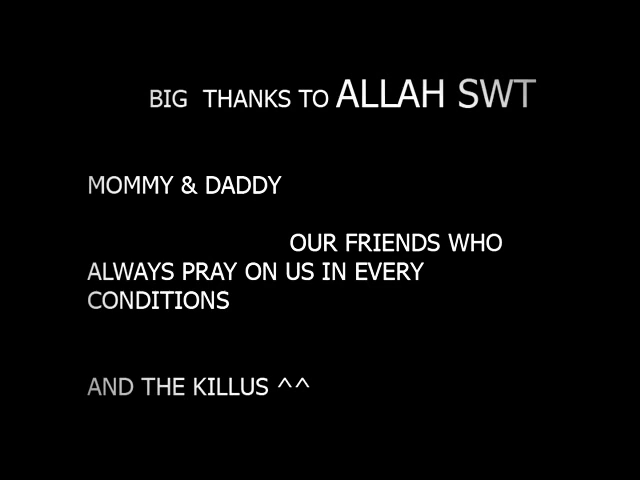 BIG THANKS TO ALLAH SWT
MOMMY & DADDY
OUR FRIENDS WHO
ALWAYS PRAY ON US IN EVERY
CONDITIONS
AND THE KILLUS ^^